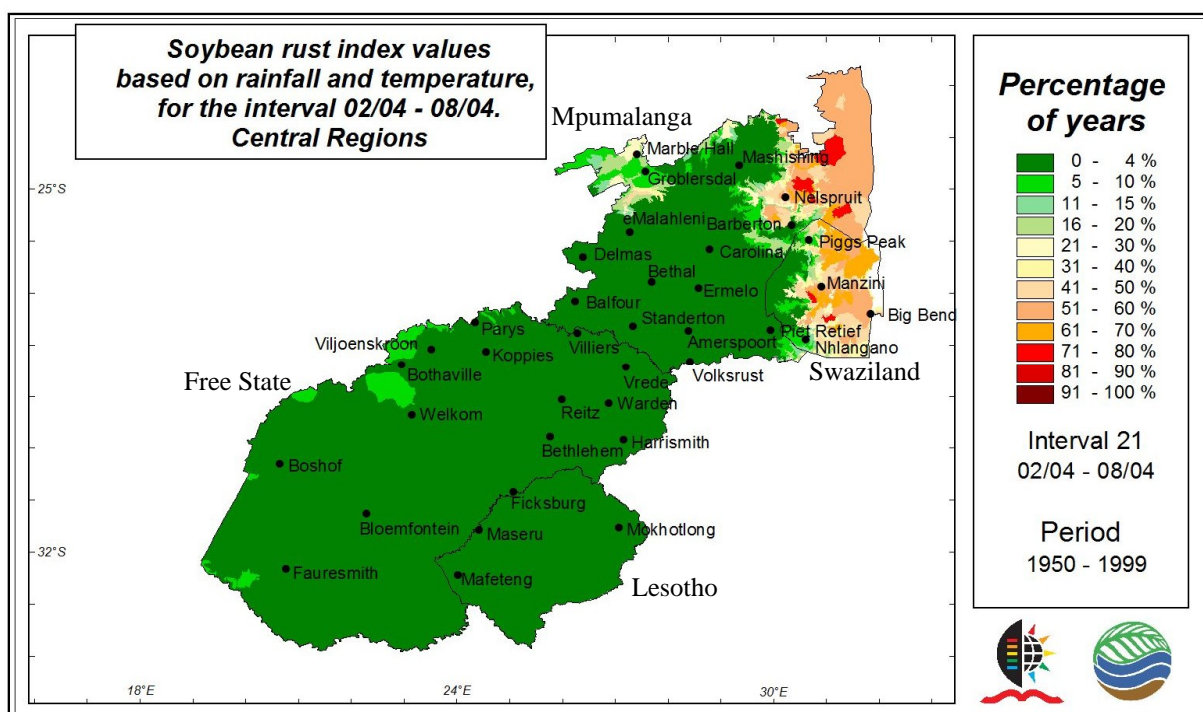 Soybean rust index values
based on rainfall and temperature,
for the interval 02/04 - 08/04.
Central Regions
Mpumalanga
Marble Hall
Mashishing
Groblersdal
25°S
Nelspruit
eMalahleni
Barberton
Piggs Peak
Delmas
Carolina
Bethal
Manzini
Ermelo
Balfour
Big Bend
Standerton
Piet Retief
Parys
Villiers
Amerspoort
Nhlangano
Viljoenskroon
Koppies
Volksrust
Swaziland
Bothaville
Vrede
Free State
Reitz
Warden
Welkom
Bethlehem
Harrismith
Boshof
Ficksburg
Bloemfontein
Maseru
Mokhotlong
32°S
Fauresmith
Mafeteng
Lesotho
18°E
24°E
30°E
Percentage
of years
0 - 4 %
5 - 10 %
11 - 15 %
16 - 20 %
21 - 30 %
31 - 40 %
41 - 50 %
51 - 60 %
61 - 70 %
71 - 80 %
81 - 90 %
91 - 100 %
Interval 21
02/04 - 08/04
Period
1950 - 1999